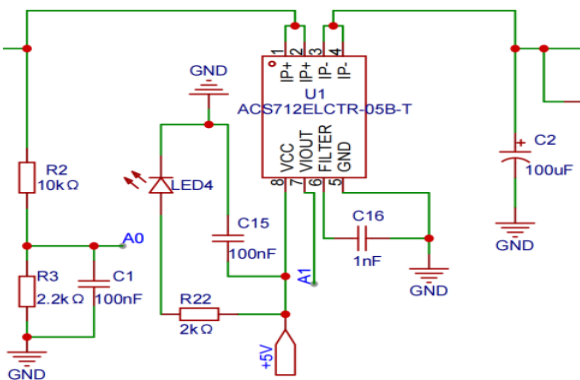 1
2
3
4
IP+
IP+
IP-
IP-
GND
U1
ACS712ELCTR-05B-T
C2
100uF
R2
10kΩ
LED4
VCC
VIOUT
FILTER
GND
8
7
6
5
C15
100nF
C16
1nF
GND
A0
A1
GND
R3
2.2kΩ
C1
100nF
R22
2kΩ
+5V
GND